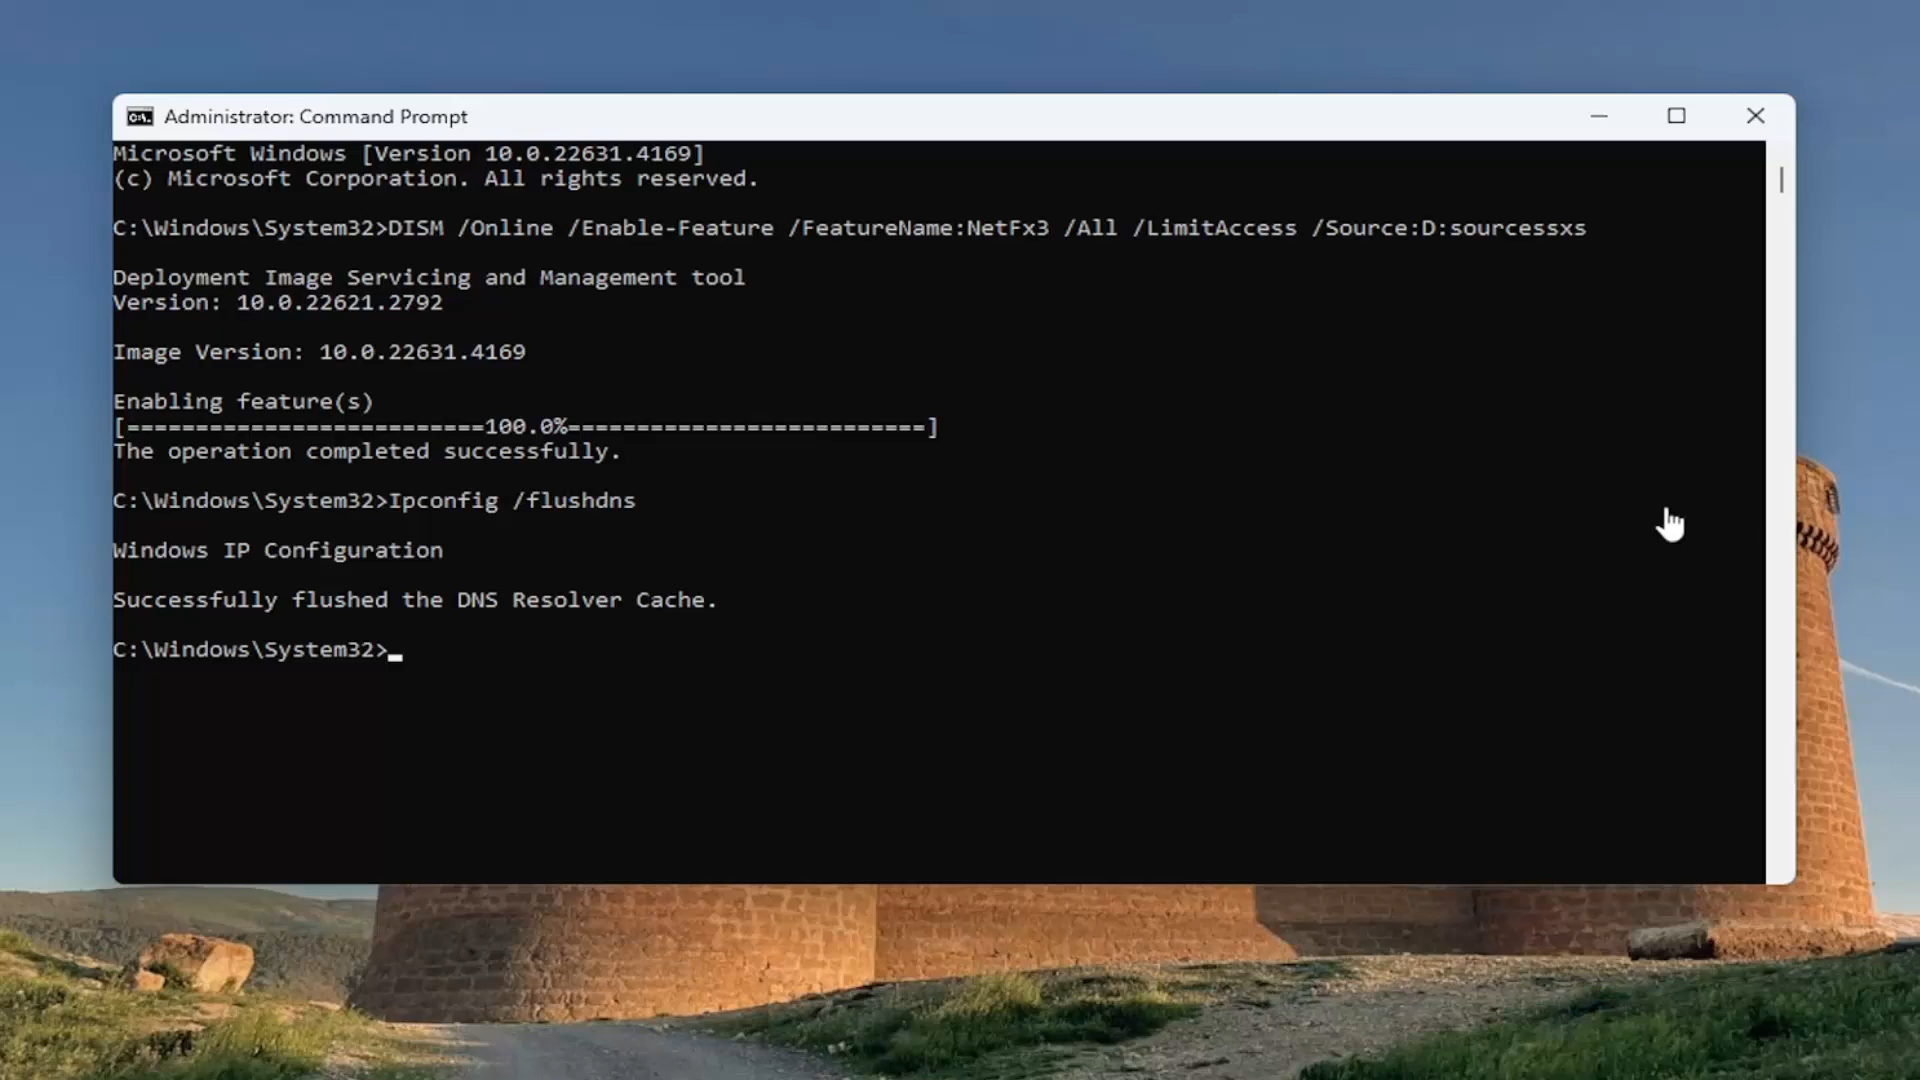 Administrator: Command Prompt
Microsoft Windows [Version 10.0.22631.4169]
(c) Microsoft Corporation. All rights reserved.
C:\Windows\System32>DISM /Online /Enable-Feature /FeatureName:NetFx3 /All /LimitAccess /Source:D:sourcessxs
Deployment Image Servicing and Management tool
Version: 10.0.22621.2792
Image Version: 10.0.22631.4169
Enabling feature(s)
[==========================100.0%==========================]
The operation completed successfully.
C:\Windows\System32>Ipconfig /flushdns
Windows IP Configuration
Successfully flushed the DNS Resolver Cache.
C:\Windows\System32>